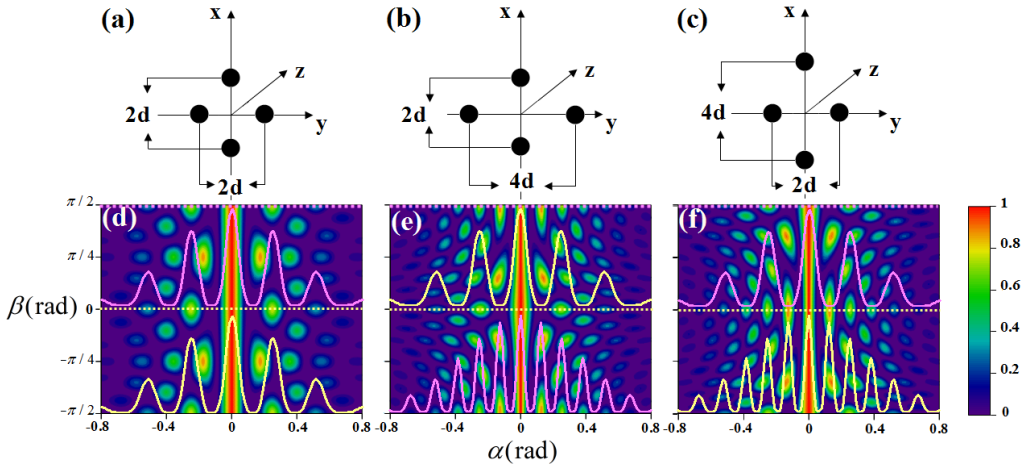 (a)
x
z
2d
y
2d
(b)
x
z
2d
y
4d
(c)
x
z
4d
y
2d
β(rad)
π/2
π/4
0
-π/4
-π/2
(d)
-0.8 -0.4 0 0.4 0.8
(e)
-0.4 0 0.4 0.8
(f)
-0.8 -0.4 0 0.4 0.8
α(rad)
1
0.8
0.6
0.4
0.2
0